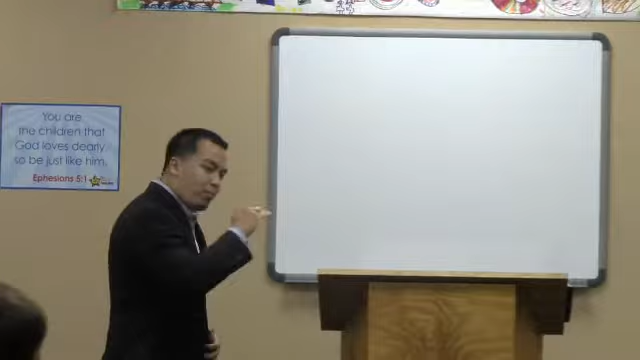 You are
the children that
God loves dearly,
so be just like him.
Ephesians 5:1